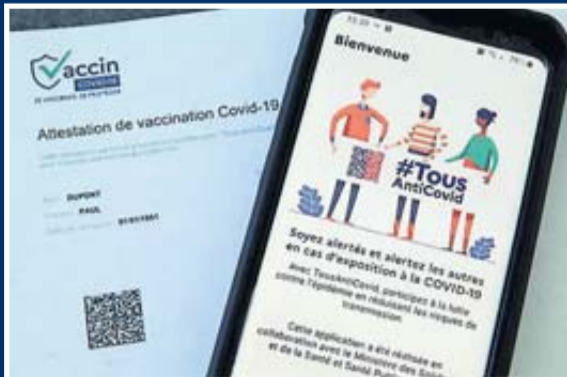 Vaccin
COVID-19
Attestation de vaccination Covid-19
DUPONT
PAUL
01/01/1951
Bienvenue
#Tous
AntiCovid
Soyez alertés et alertez les autres
en cas d'exposition à la COVID-19
Avec TousAntiCovid, participez à la lutte
contre l'épidémie en réduisant les risques de
transmission
Cette application a été réalisée en
collaboration avec le Ministère des
et de la Santé et Santé